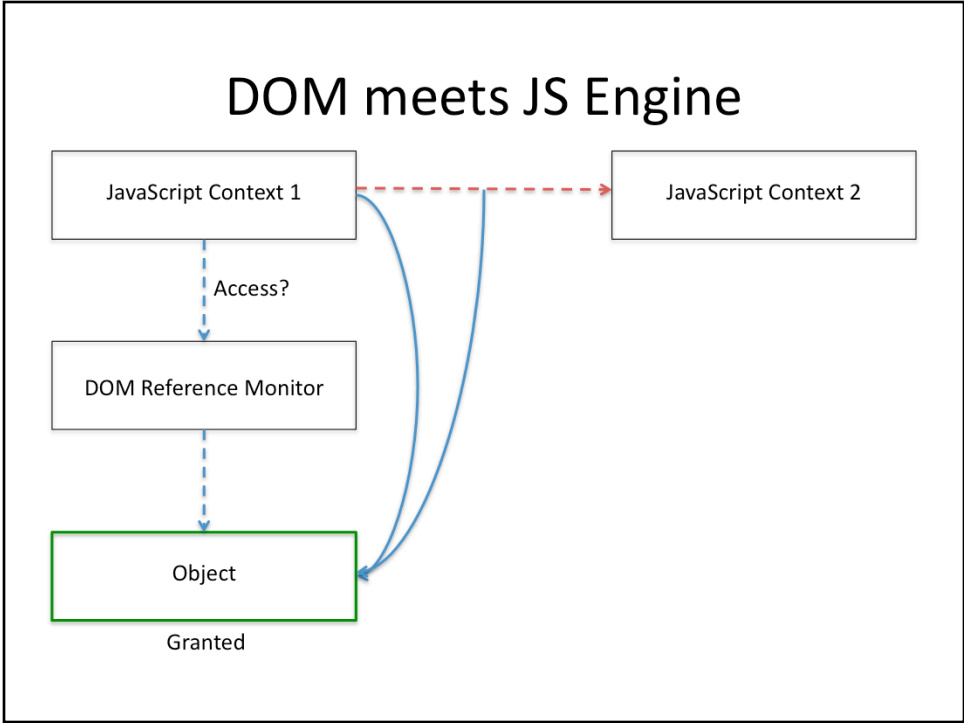 DOM meets JS Engine
JavaScript Context 1
JavaScript Context 2
Access?
DOM Reference Monitor
Object
Granted